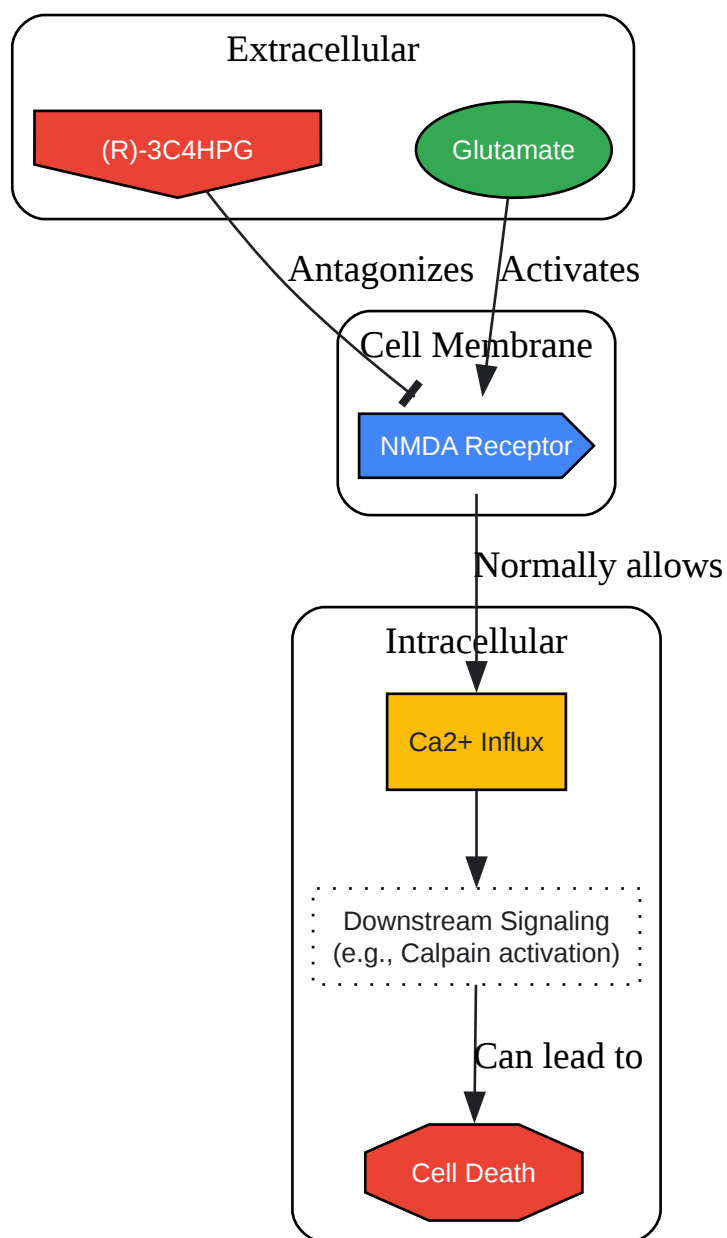 Extracellular
(R)-3C4HPG
Glutamate
Antagonizes
Activates
Cell Membrane
NMDA Receptor
Normally allows
Intracellular
Ca2+ Influx
Downstream Signaling
(e.g., Calpain activation)
Can lead to
Cell Death